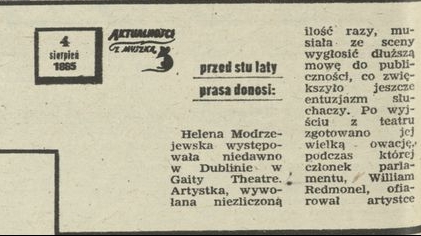 4
sierpień
1885
AKTUALNOŚCI
Z MYSZKĄ
przed stu laty
prasa donosi:
Helena Modrze-
jewska występo-
wała niedawno
w Dublinie w
Gaity Theatre.
Artystka, wywo-
łana niezliczoną
ilość razy, mu-
siała ze sceny
wygłosić dłuższą
mowę do publi-
czności, co zwię-
kszyło jeszcze
entuzjazm słu-
chaczy. Po wyj-
ściu z teatru
zgotowano jej
wielką owację,
podczas której
członek parla-
mentu, William
Redmonel, ofia-
rował artystce